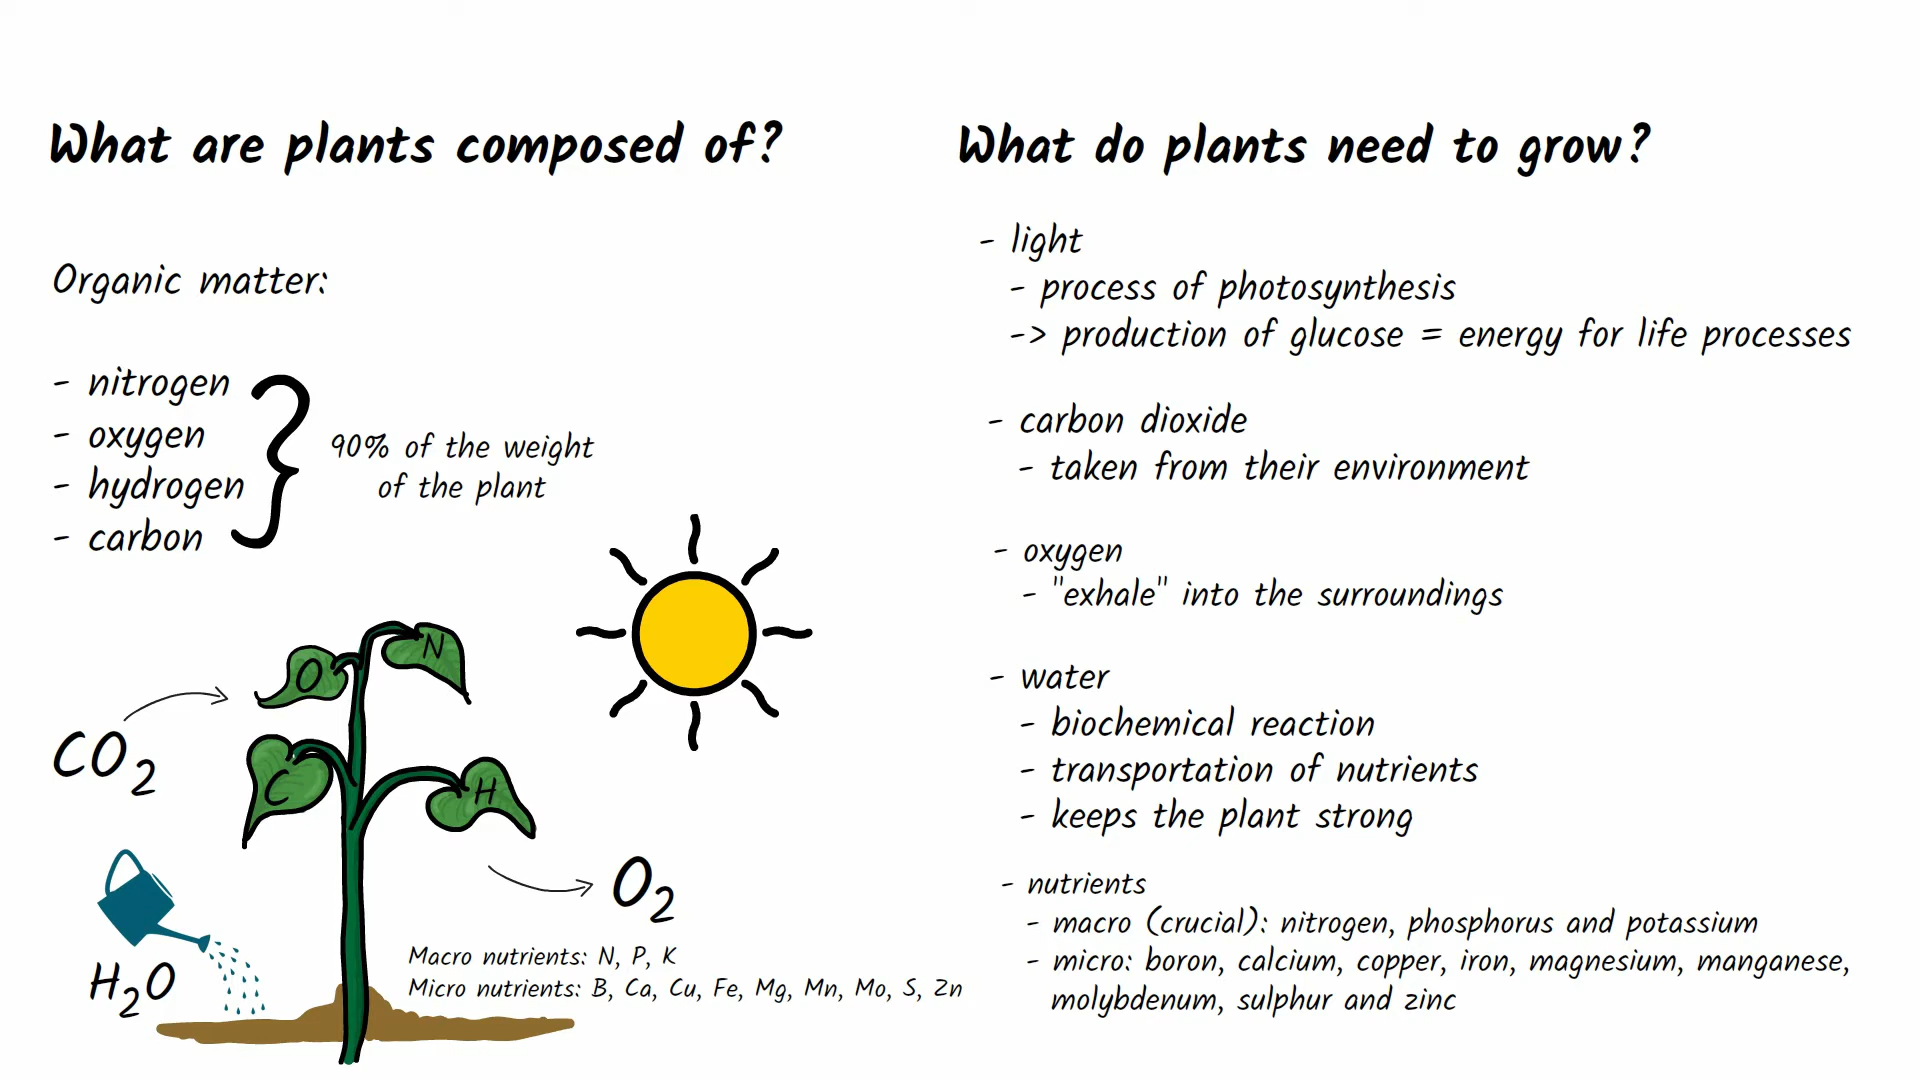 What are plants composed of?
Organic matter:
- nitrogen
- oxygen
- hydrogen
- carbon
90% of the weight
of the plant
O
N
C
H
CO₂
O₂
H₂O
Macro nutrients: N, P, K
Micro nutrients: B, Ca, Cu, Fe, Mg, Mn, Mo, S, Zn
What do plants need to grow?
- light
- process of photosynthesis
-> production of glucose = energy for life processes
- carbon dioxide
- taken from their environment
- oxygen
- "exhale" into the surroundings
- water
- biochemical reaction
- transportation of nutrients
- keeps the plant strong
- nutrients
- macro (crucial): nitrogen, phosphorus and potassium
- micro: boron, calcium, copper, iron, magnesium, manganese,
molybdenum, sulphur and zinc